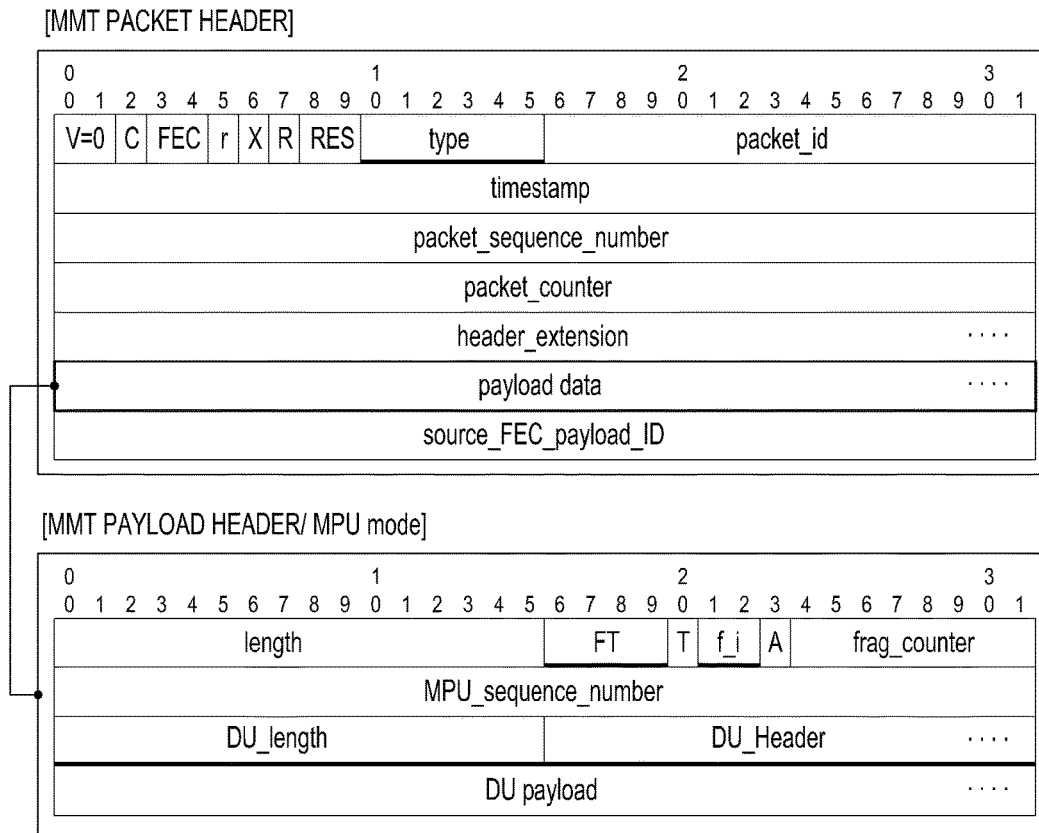 [MMT PACKET HEADER]
0 1 2 3
0 1 2 3 4 5 6 7 8 9 0 1 2 3 4 5 6 7 8 9 0 1 2 3 4 5 6 7 8 9 0 1
V=0 C FEC r X R RES type packet_id
timestamp
packet_sequence_number
packet_counter
header_extension ....
payload data ....
source_FEC_payload_ID
[MMT PAYLOAD HEADER/ MPU mode]
0 1 2 3
0 1 2 3 4 5 6 7 8 9 0 1 2 3 4 5 6 7 8 9 0 1 2 3 4 5 6 7 8 9 0 1
length FT T f_i A frag_counter
MPU_sequence_number
DU_length DU_Header ....
DU payload ....